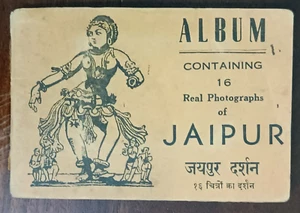 ALBUM
CONTAINING
16
Real Photographs
of
JAIPUR
जयपुर दर्शन
१६ चित्रों का दर्शन